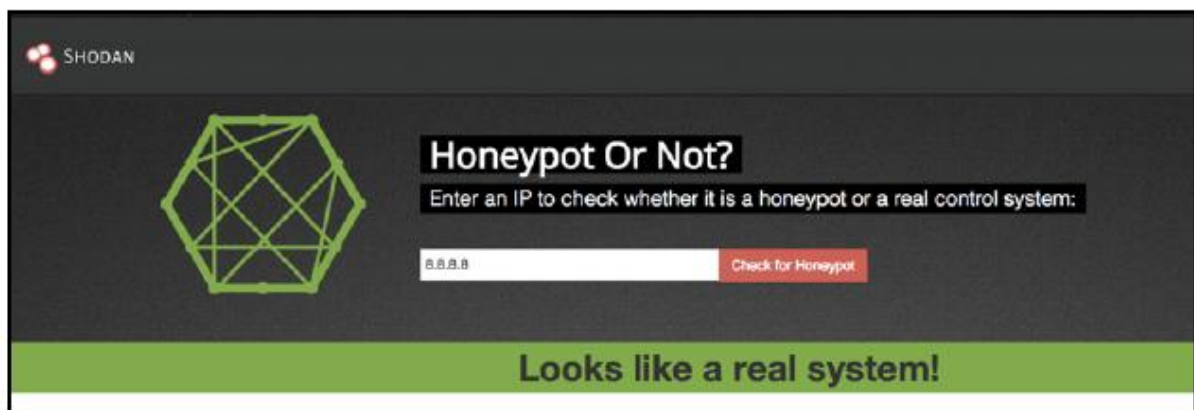 SHODAN
Honeypot Or Not?
Enter an IP to check whether it is a honeypot or a real control system:
8.8.8.8
Check for Honeypot
Looks like a real system!